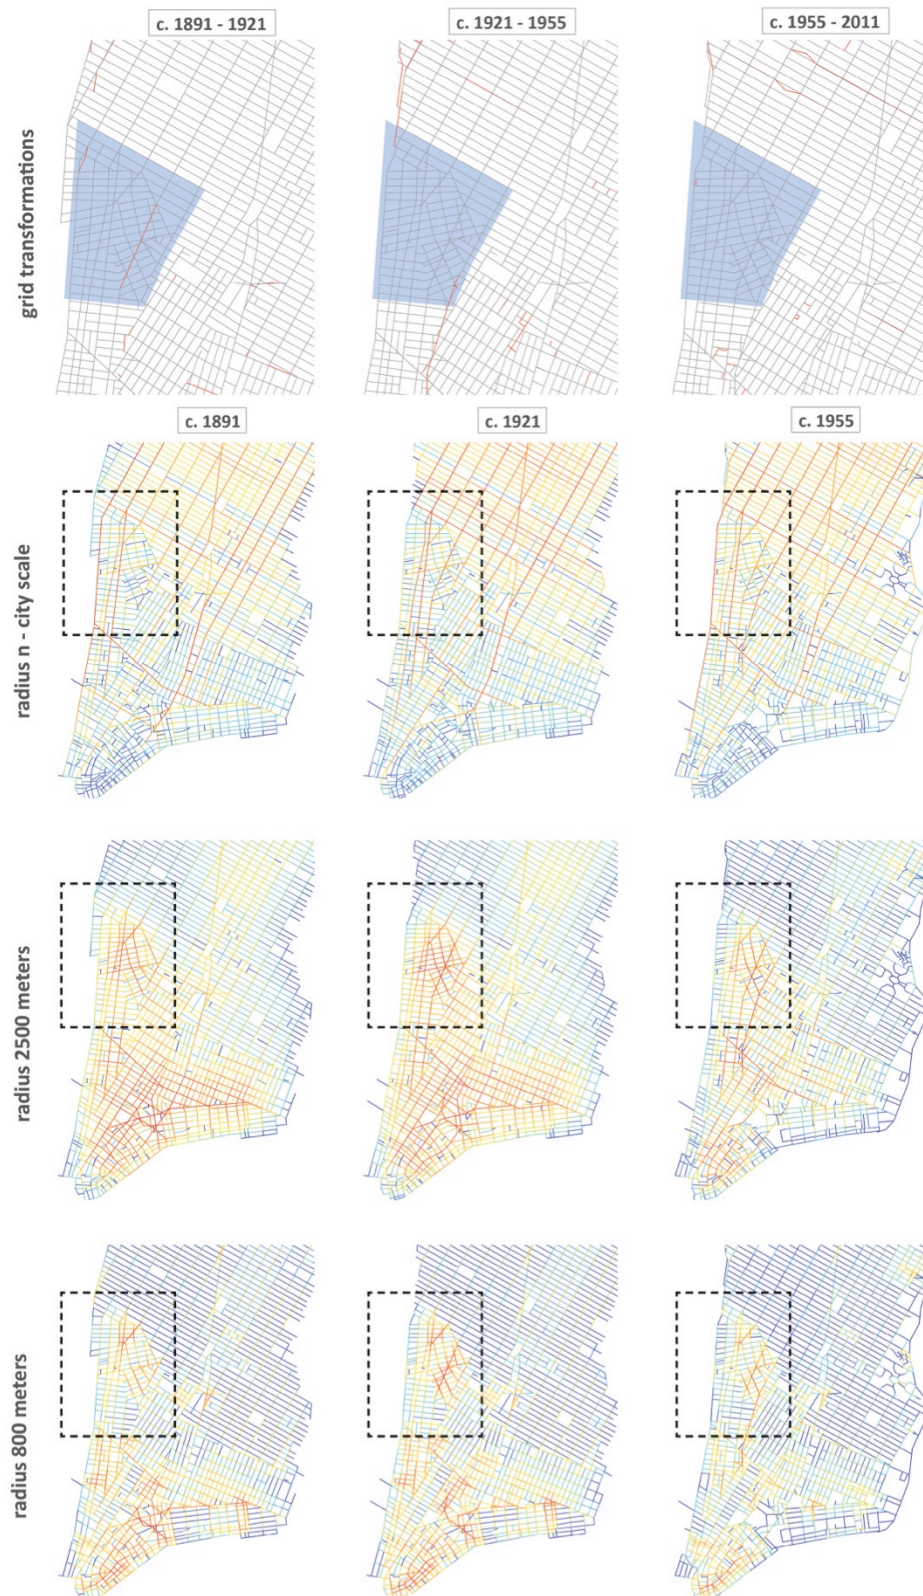 c. 1891 - 1921
c. 1921 - 1955
c. 1955 - 2011
grid transformations
c. 1891
c. 1921
c. 1955
radius n - city scale
radius 2500 meters
radius 800 meters